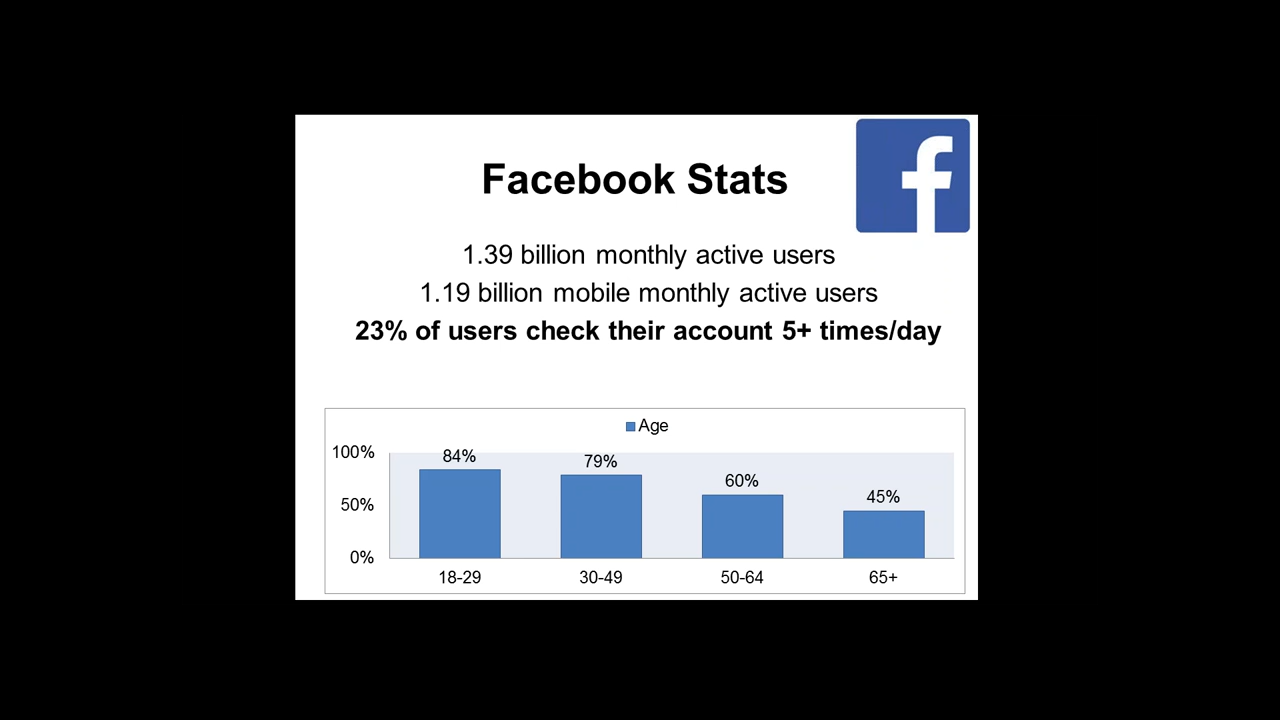 Facebook Stats
1.39 billion monthly active users
1.19 billion mobile monthly active users
23% of users check their account 5+ times/day
Age
100%
50%
0%
84%
79%
60%
45%
18-29
30-49
50-64
65+